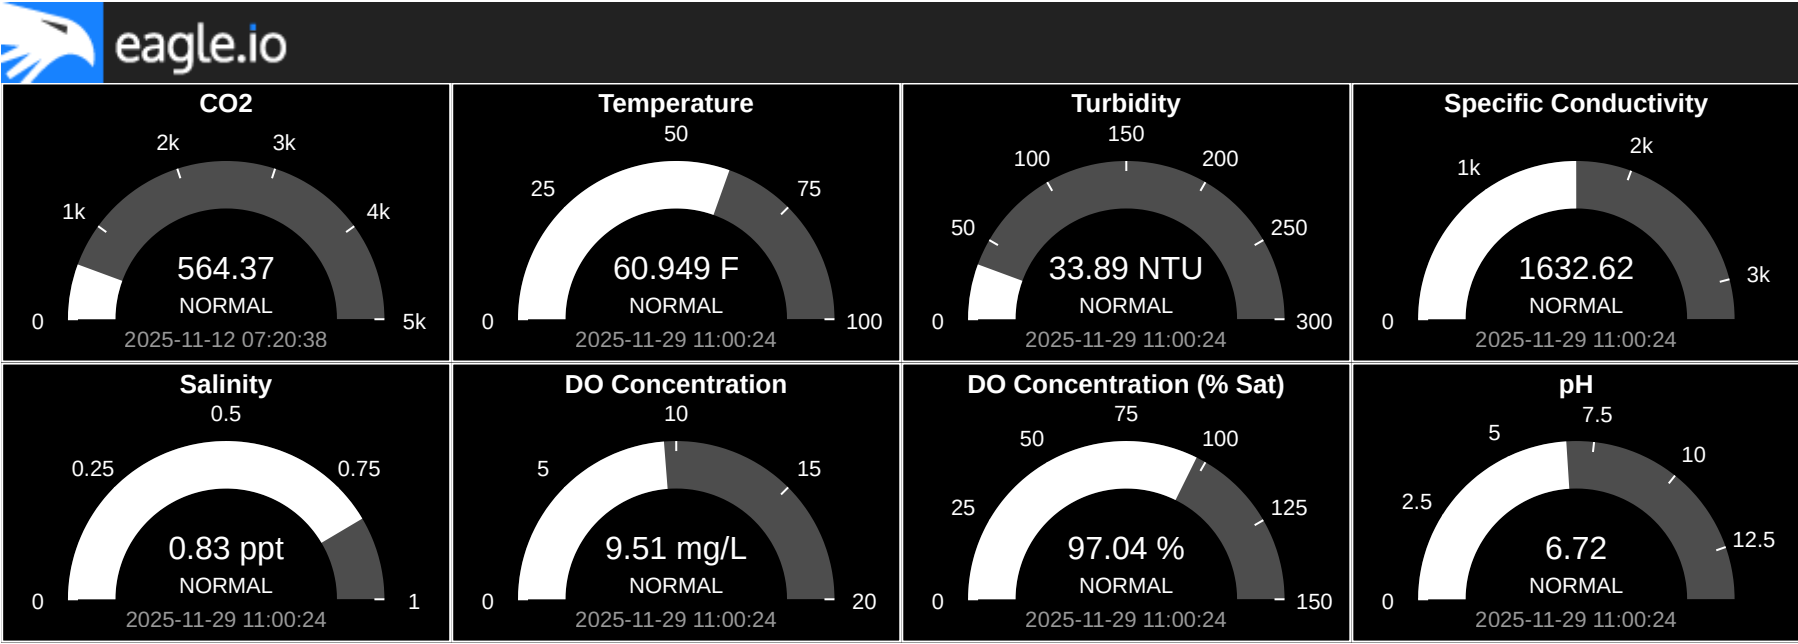 eagle.io
CO2
2k
3k
1k
4k
564.37
NORMAL
0
5k
2025-11-12 07:20:38
Temperature
50
25
75
60.949 F
NORMAL
0
100
2025-11-29 11:00:24
Turbidity
150
100
200
50
250
33.89 NTU
NORMAL
0
300
2025-11-29 11:00:24
Specific Conductivity
2k
1k
3k
1632.62
NORMAL
0
2025-11-29 11:00:24
Salinity
0.5
0.25
0.75
0.83 ppt
NORMAL
0
1
2025-11-29 11:00:24
DO Concentration
10
5
15
9.51 mg/L
NORMAL
0
20
2025-11-29 11:00:24
DO Concentration (% Sat)
75
50
100
25
125
97.04 %
NORMAL
0
150
2025-11-29 11:00:24
pH
7.5
5
10
2.5
12.5
6.72
NORMAL
0
2025-11-29 11:00:24